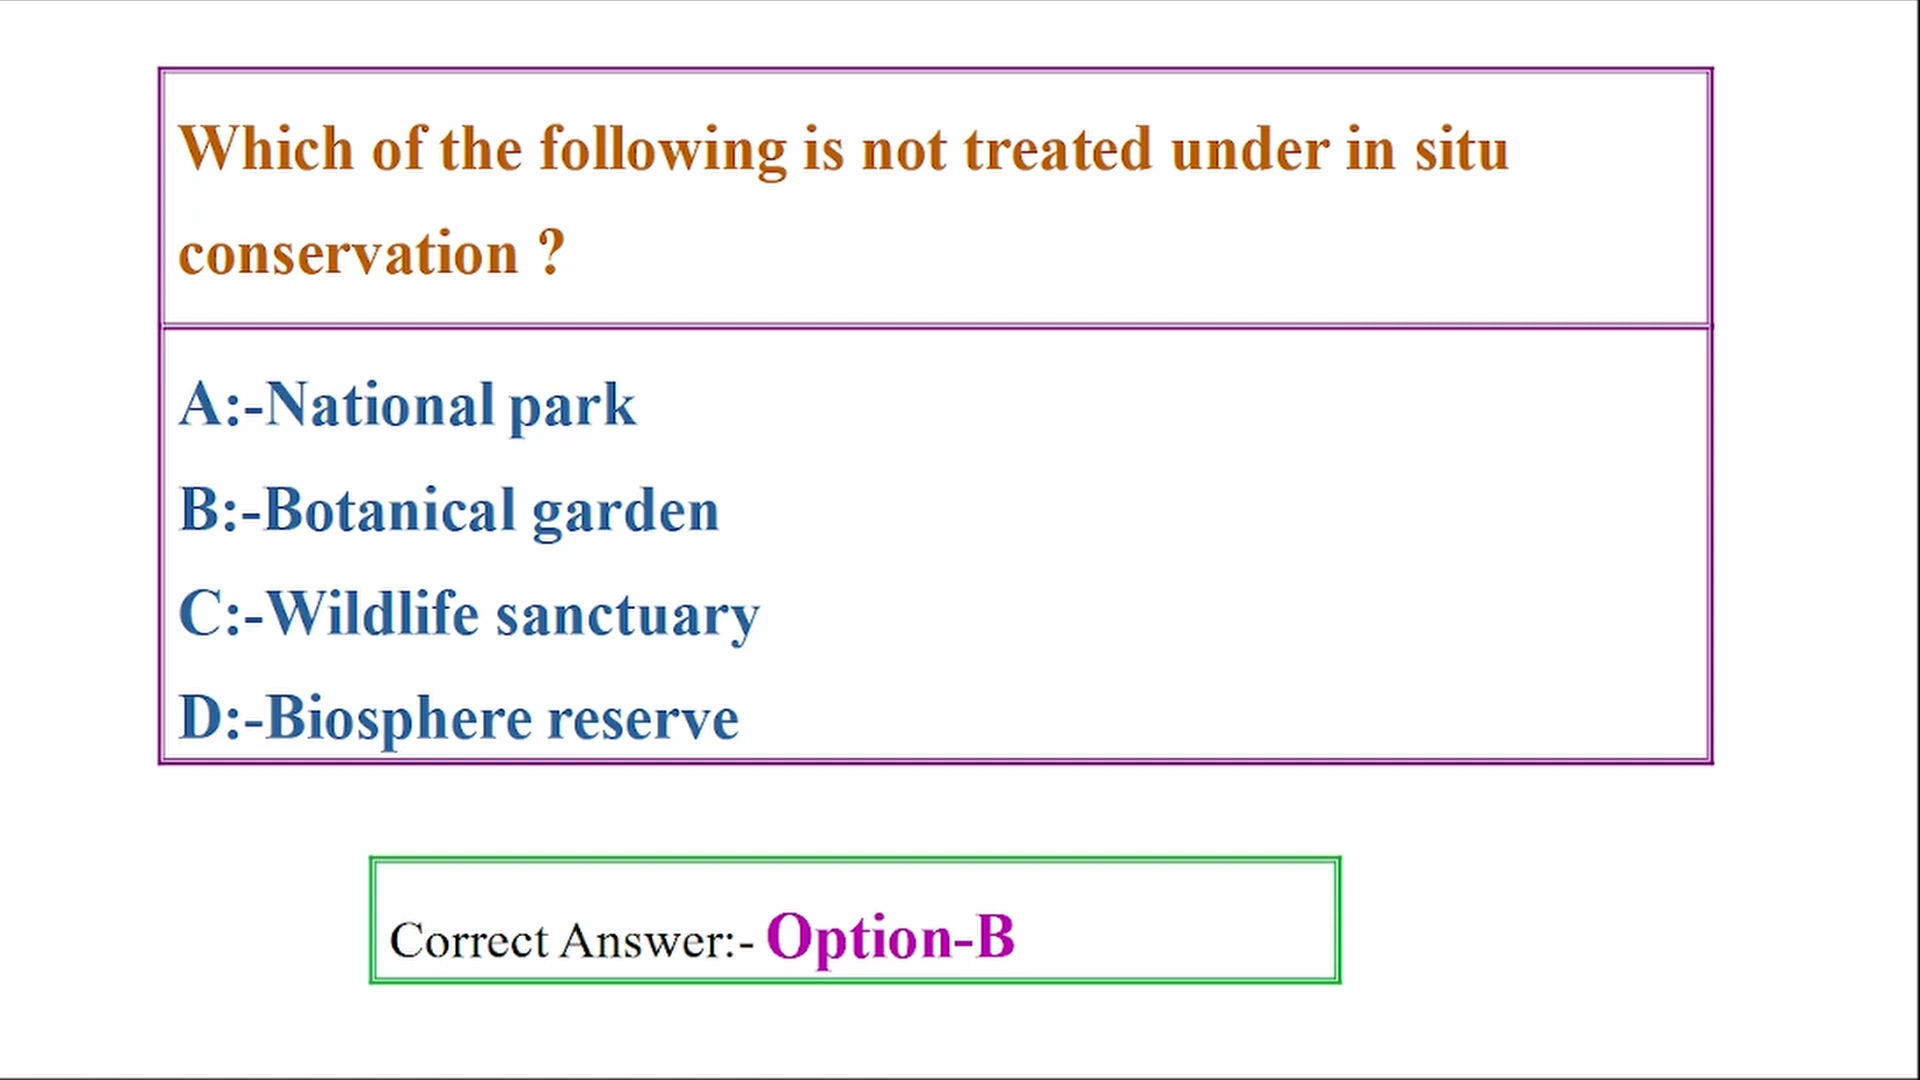 Which of the following is not treated under in situ
conservation ?
A:-National park
B:-Botanical garden
C:-Wildlife sanctuary
D:-Biosphere reserve
Correct Answer:- Option-B